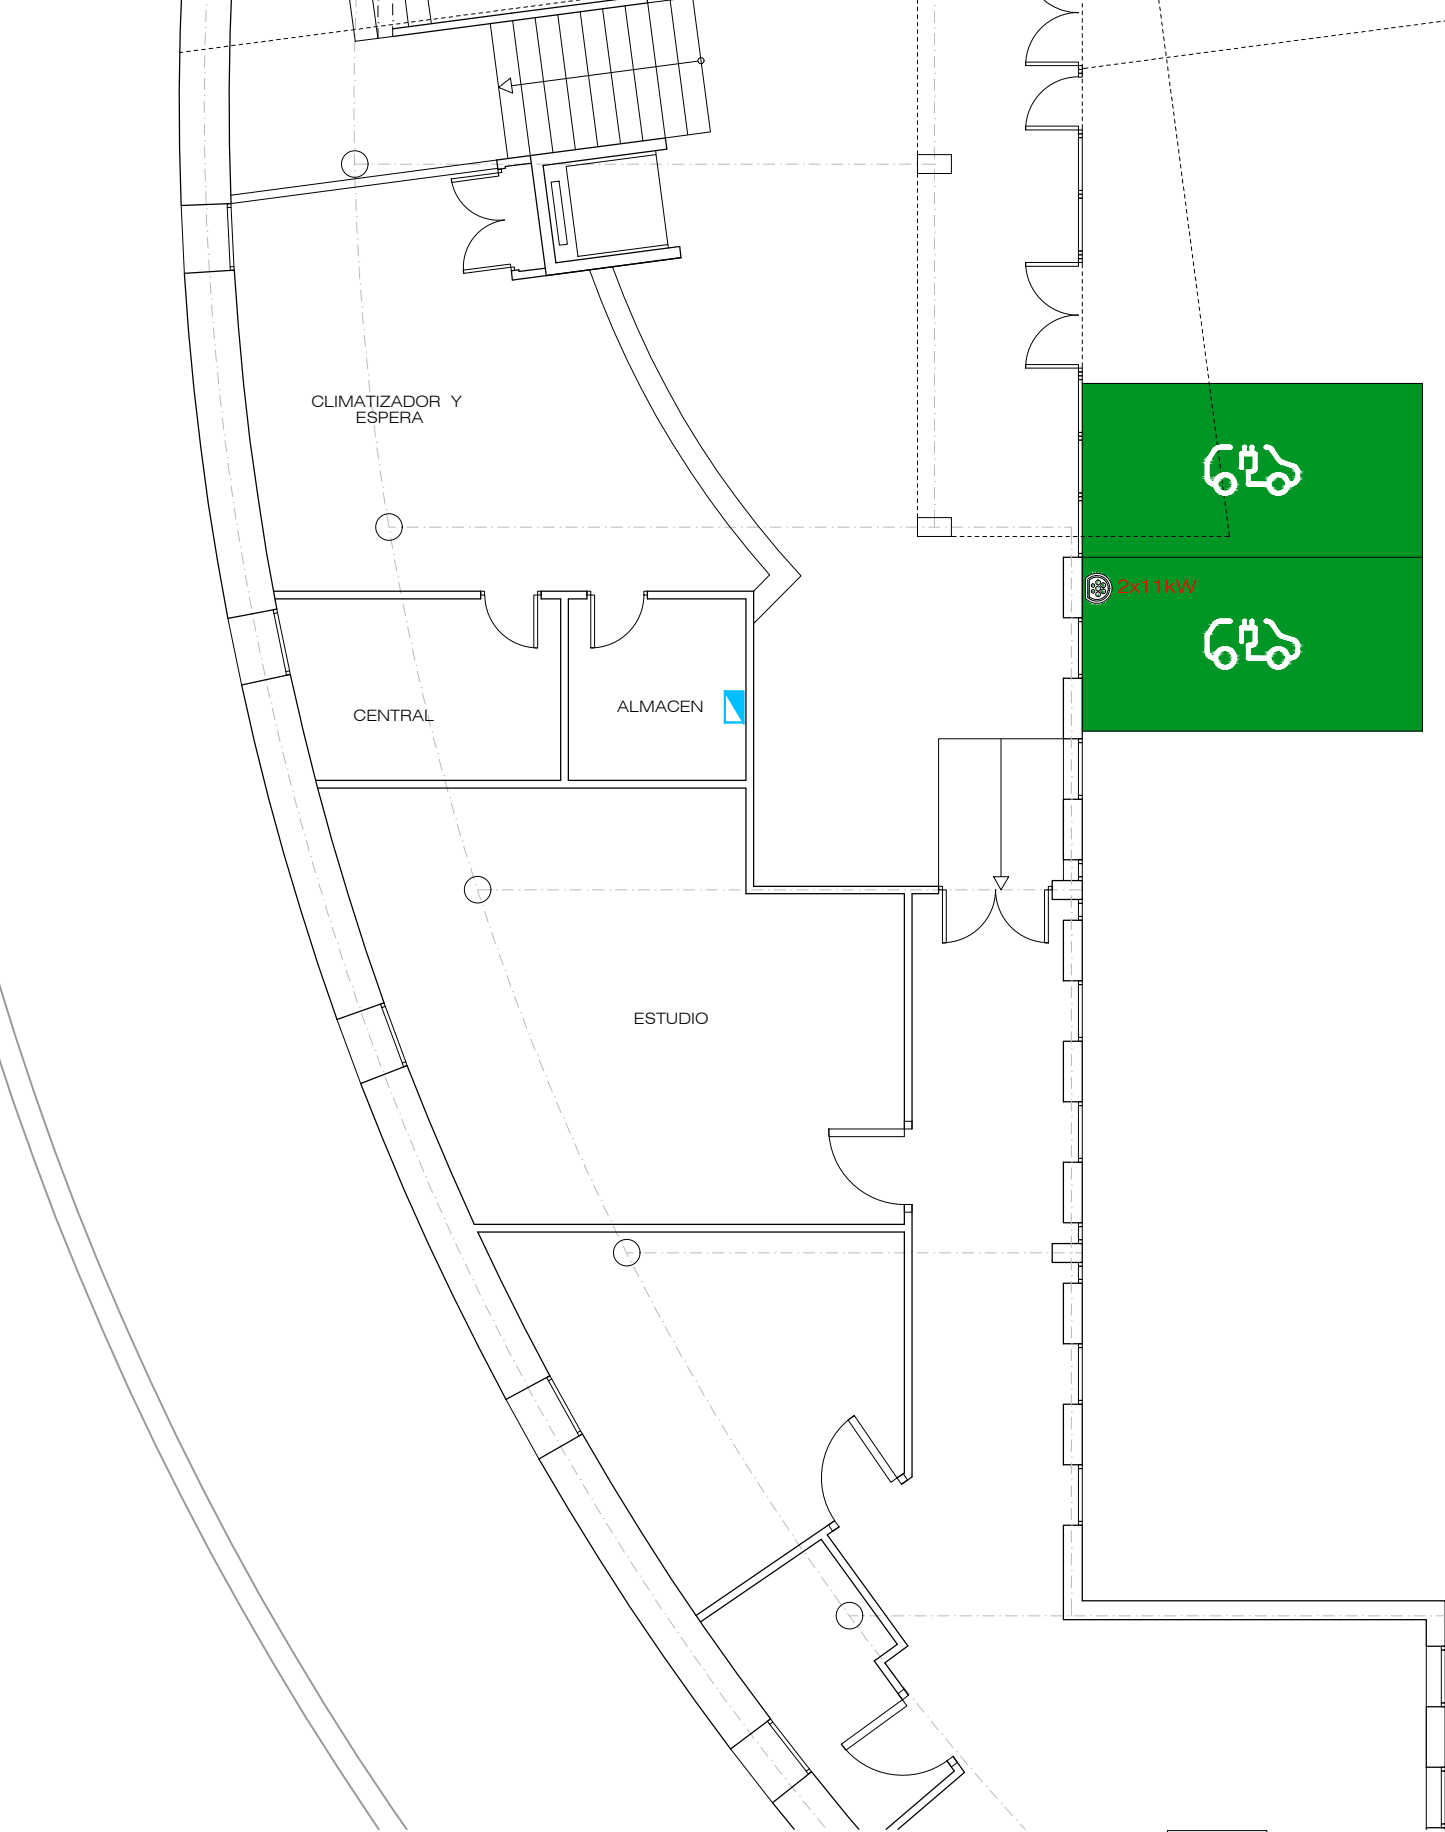 CLIMATIZADOR Y
ESPERA
2x11kW
CENTRAL
ALMACEN
ESTUDIO